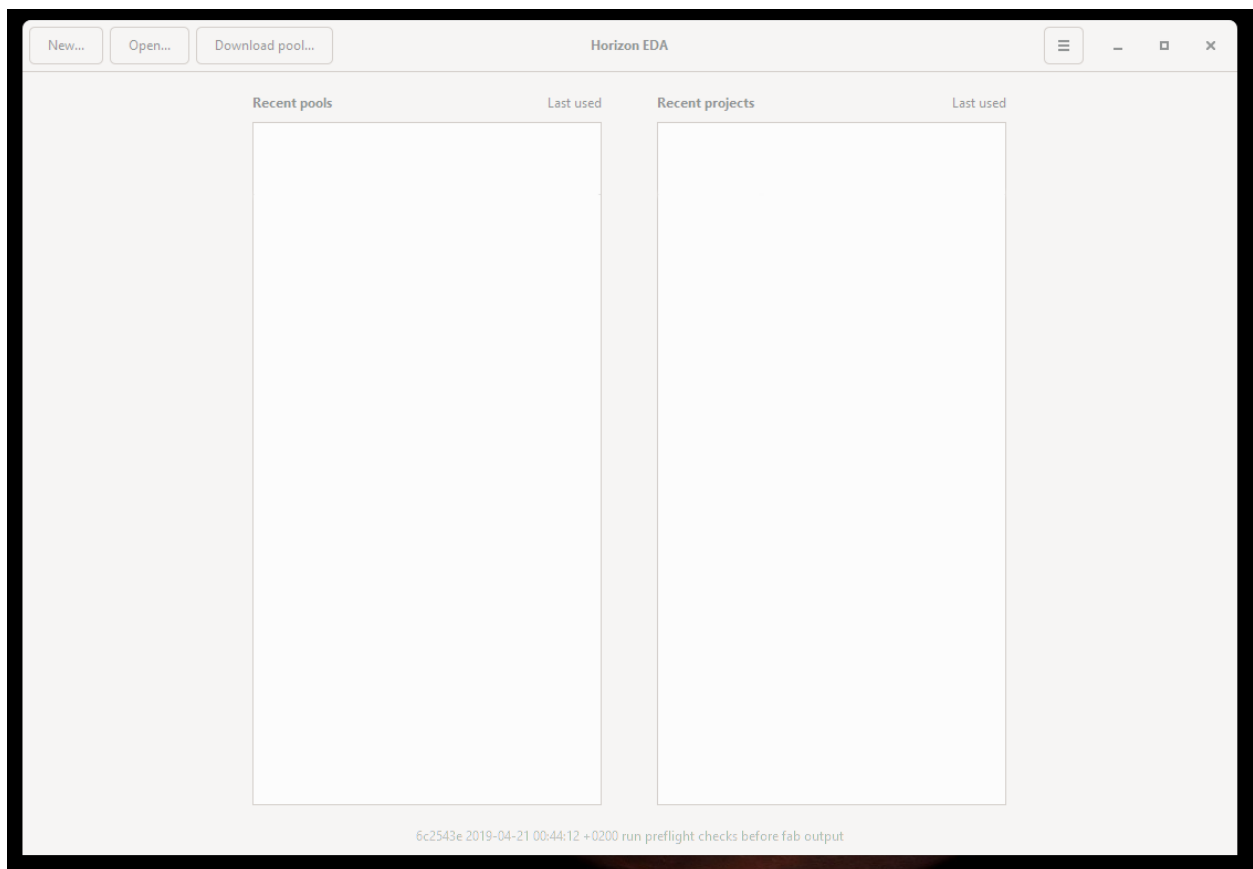 New... Open... Download pool... Horizon EDA
Recent pools Last used Recent projects Last used
6c2543e 2019-04-21 00:44:12 +0200 run preflight checks before fab output